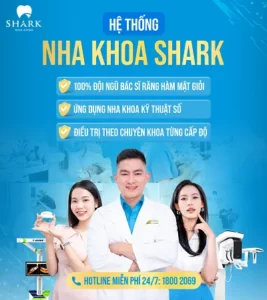 SHARK
NHA KHOA
HỆ THỐNG
NHA KHOA SHARK
100% ĐỘI NGŨ BÁC SĨ RĂNG HÀM MẶT GIỎI
ỨNG DỤNG NHA KHOA KỸ THUẬT SỐ
ĐIỀU TRỊ THEO CHUYÊN KHOA TỪNG CẤP ĐỘ
HOTLINE MIỄN PHÍ 24/7: 1800 2069